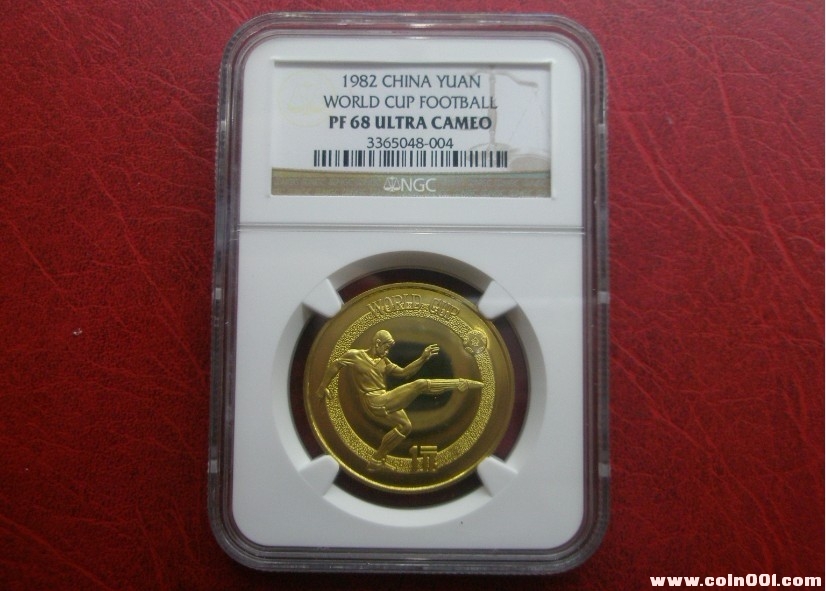 1982 CHINA YUAN
WORLD CUP FOOTBALL
PF 68 ULTRA CAMEO
3365048-004
NGC
WORLD CUP
1元
www.coin001.com